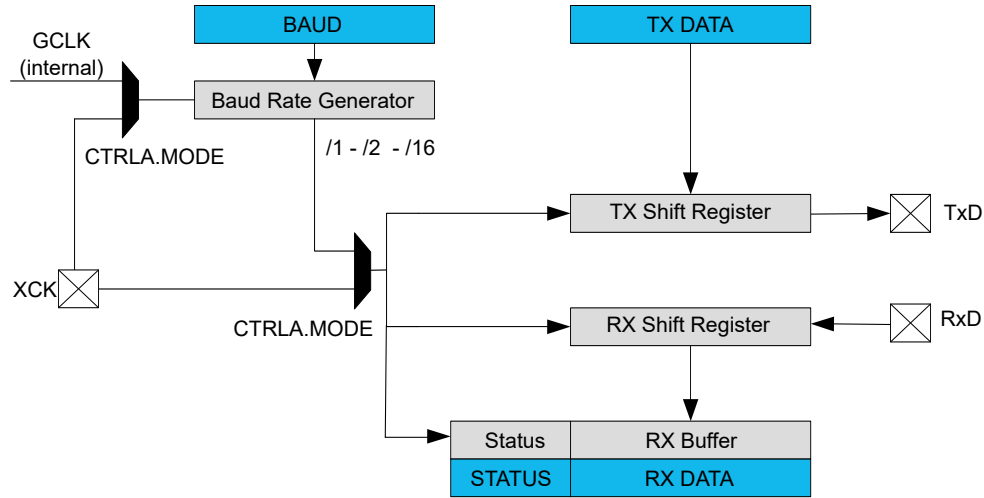 BAUD
TX DATA
GCLK
(internal)
Baud Rate Generator
CTRLA.MODE
/1 - /2 - /16
TX Shift Register
TxD
XCK
CTRLA.MODE
RX Shift Register
RxD
Status
RX Buffer
STATUS
RX DATA